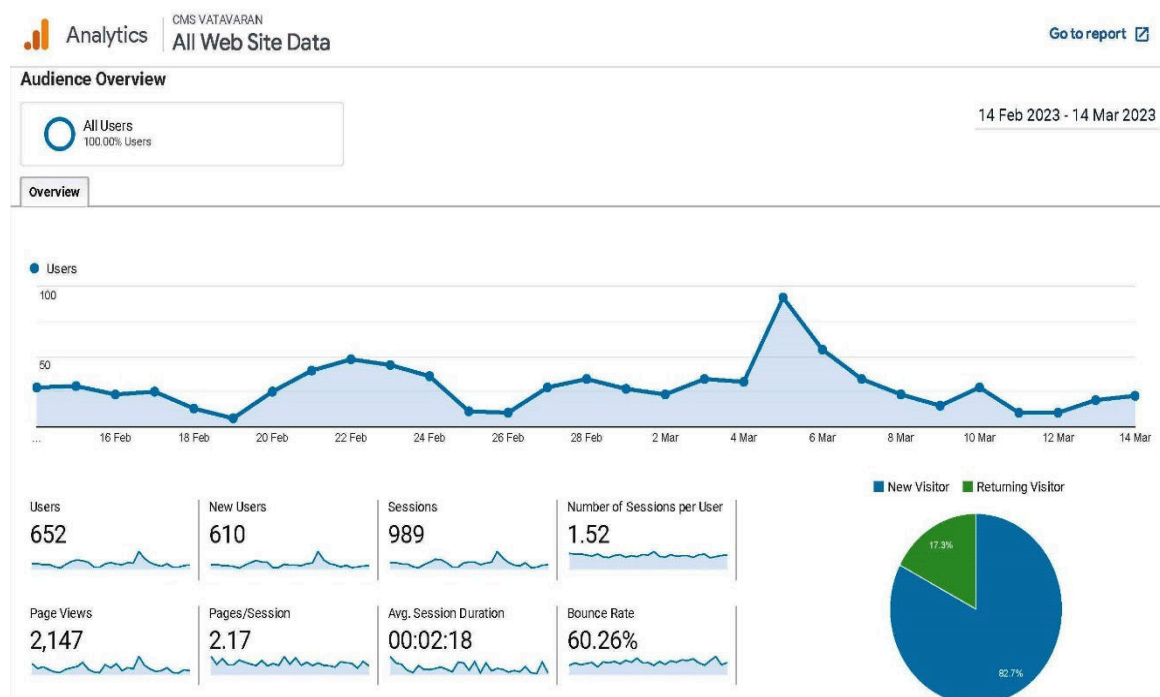 CMS VATAVARAN
Analytics
All Web Site Data
Go to report
Audience Overview
All Users
100.00% Users
14 Feb 2023 - 14 Mar 2023
Overview
Users
100
50
... 16 Feb 18 Feb 20 Feb 22 Feb 24 Feb 26 Feb 28 Feb 2 Mar 4 Mar 6 Mar 8 Mar 10 Mar 12 Mar 14 Mar
New Visitor Returning Visitor
Users New Users Sessions Number of Sessions per User
652 610 989 1.52
17.3%
Page Views Pages/Session Avg. Session Duration Bounce Rate
2,147 2.17 00:02:18 60.26%
82.7%